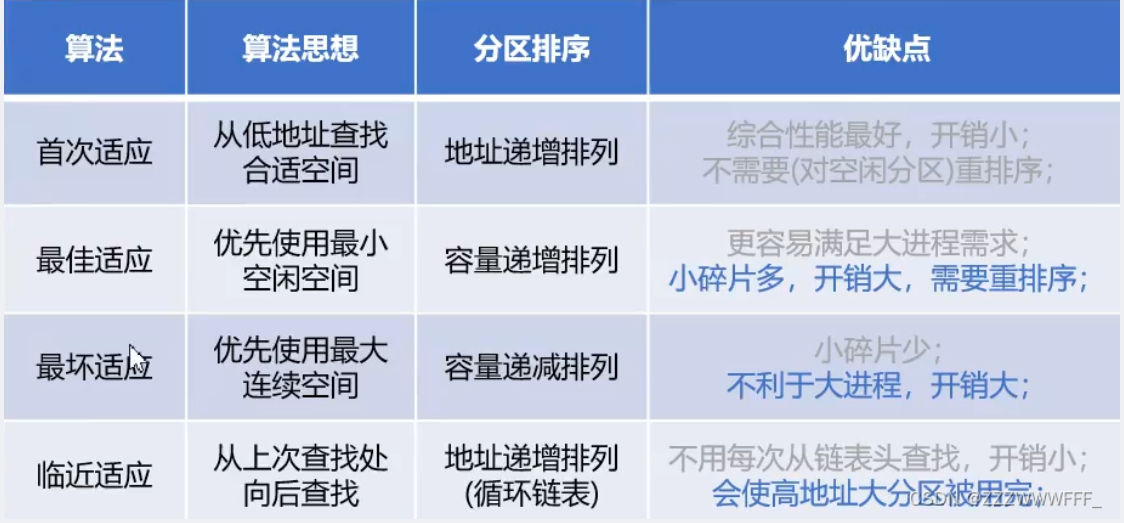 算法 算法思想 分区排序 优缺点
首次适应
从低地址查找
合适空间
地址递增排列
综合性能最好，开销小；
不需要(对空闲分区)重排序；
最佳适应
优先使用最小
空闲空间
容量递增排列
更容易满足大进程需求；
小碎片多，开销大，需要重排序；
最坏适应
优先使用最大
连续空间
容量递减排列
小碎片少；
不利于大进程，开销大；
临近适应
从上次查找处
向后查找
地址递增排列
(循环链表)
不用每次从链表头查找，开销小；
会使高地址大分区被用完；
CSDN @ZZZWWWFFF_